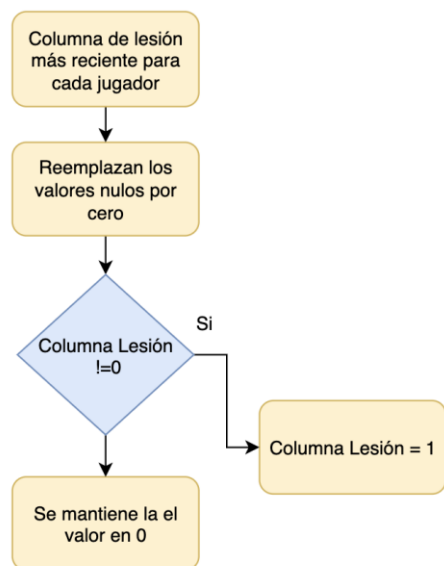 Columna de lesión
más reciente para
cada jugador
Reemplazan los
valores nulos por
cero
Si
Columna Lesión
!=0
Columna Lesión = 1
Se mantiene la el
valor en 0